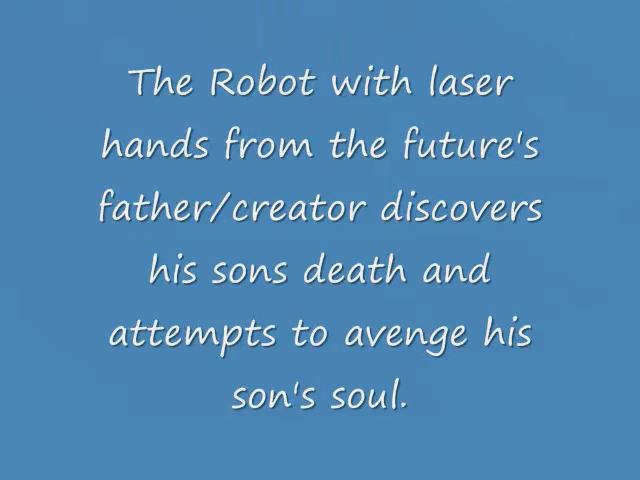 The Robot with laser
hands from the future's
father/creator discovers
his sons death and
attempts to avenge his
son's soul.